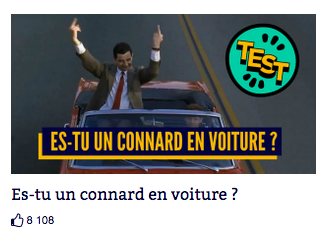 TEST
ES-TU UN CONNARD EN VOITURE ?
Es-tu un connard en voiture ?
8 108